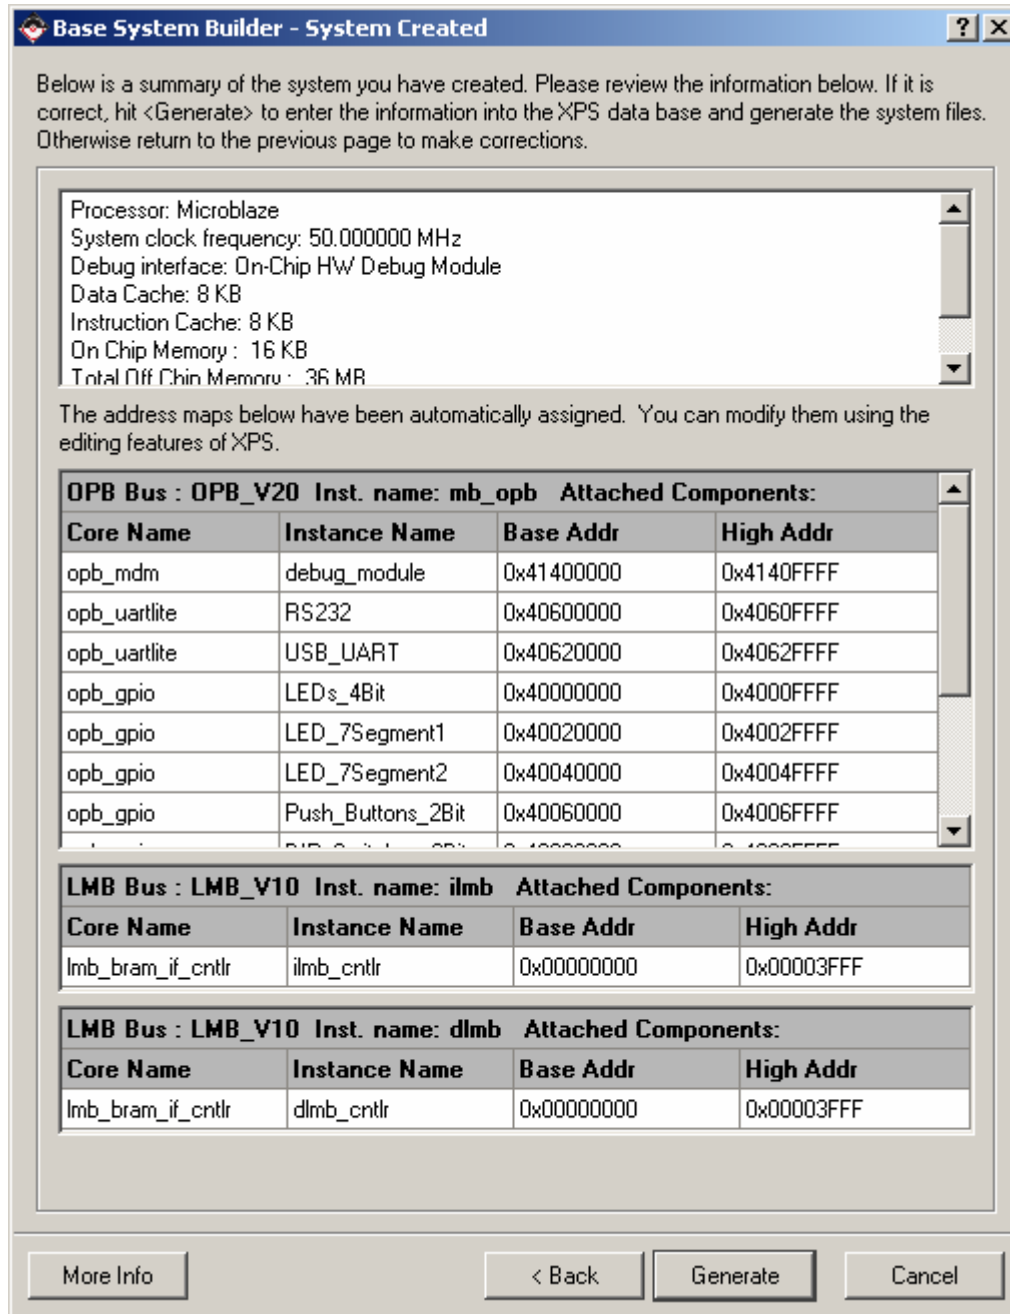 Base System Builder - System Created
Below is a summary of the system you have created. Please review the information below. If it is
correct, hit <Generate> to enter the information into the XPS data base and generate the system files.
Otherwise return to the previous page to make corrections.
Processor: Microblaze
System clock frequency: 50.000000 MHz
Debug interface: On-Chip HW Debug Module
Data Cache: 8 KB
Instruction Cache: 8 KB
On Chip Memory : 16 KB
Total Off Chip Memory : 36 MB
The address maps below have been automatically assigned. You can modify them using the
editing features of XPS.
OPB Bus : OPB_V20 Inst. name: mb_opb Attached Components:
Core Name Instance Name Base Addr High Addr
opb_mdm debug_module 0x41400000 0x4140FFFF
opb_uartlite RS232 0x40600000 0x4060FFFF
opb_uartlite USB_UART 0x40620000 0x4062FFFF
opb_gpio LEDs_4Bit 0x40000000 0x4000FFFF
opb_gpio LED_7Segment1 0x40020000 0x4002FFFF
opb_gpio LED_7Segment2 0x40040000 0x4004FFFF
opb_gpio Push_Buttons_2Bit 0x40060000 0x4006FFFF
LMB Bus : LMB_V10 Inst. name: ilmb Attached Components:
Core Name Instance Name Base Addr High Addr
lmb_bram_if_cntlr ilmb_cntlr 0x00000000 0x00003FFF
LMB Bus : LMB_V10 Inst. name: dlmb Attached Components:
Core Name Instance Name Base Addr High Addr
lmb_bram_if_cntlr dlmb_cntlr 0x00000000 0x00003FFF
More Info < Back Generate Cancel